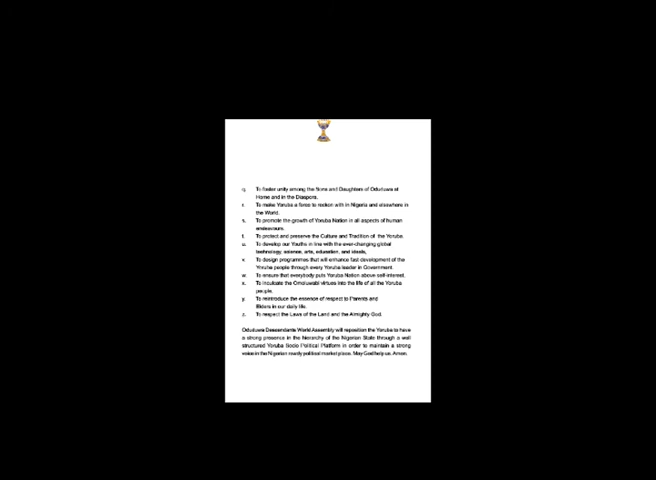 q. To foster unity among the Sons and Daughters of Oduduwa at
Home and in the Diaspora.
r. To make Yoruba a force to reckon with in Nigeria and elsewhere in
the World.
s. To promote the growth of Yoruba Nation in all aspects of human
endeavours.
t. To protect and preserve the Culture and Tradition of the Yoruba.
u. To develop our Youths in line with the ever-changing global
technology, science, arts, education, and ideals,
v. To design programmes that will enhance fast development of the
Yoruba people through every Yoruba leader in Government.
w. To ensure that everybody puts Yoruba Nation above self-interest.
x. To inculcate the Omoluwabi virtues into the life of all the Yoruba
people.
y. To reintroduce the essence of respect to Parents and
Elders in our daily life.
z. To respect the Laws of the Land and the Almighty God.
Oduduwa Descendants World Assembly will reposition the Yoruba to have
a strong presence in the hierarchy of the Nigerian State through a well
structured Yoruba Socio Political Platform in order to maintain a strong
voice in the Nigerian political market place. May God help us. Amen.